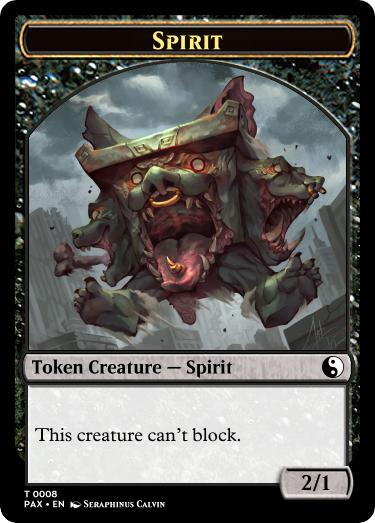 SPIRIT
Token Creature — Spirit
This creature can't block.
2/1
T 0008
PAX • EN SERAPHINUS CALVIN